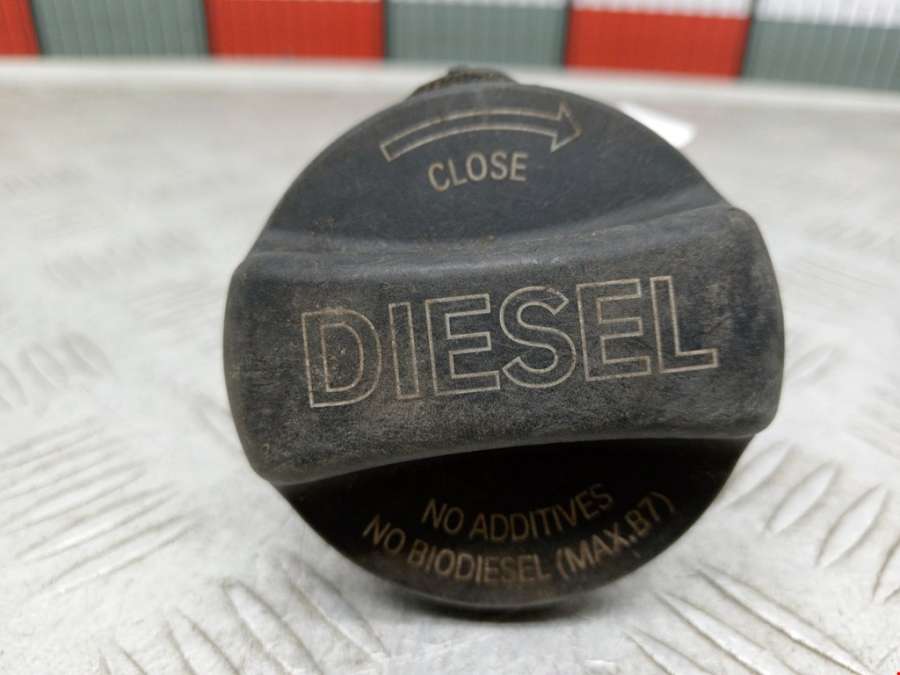 CLOSE
DIESEL
NO ADDITIVES
NO BIODIESEL (MAX.B7)